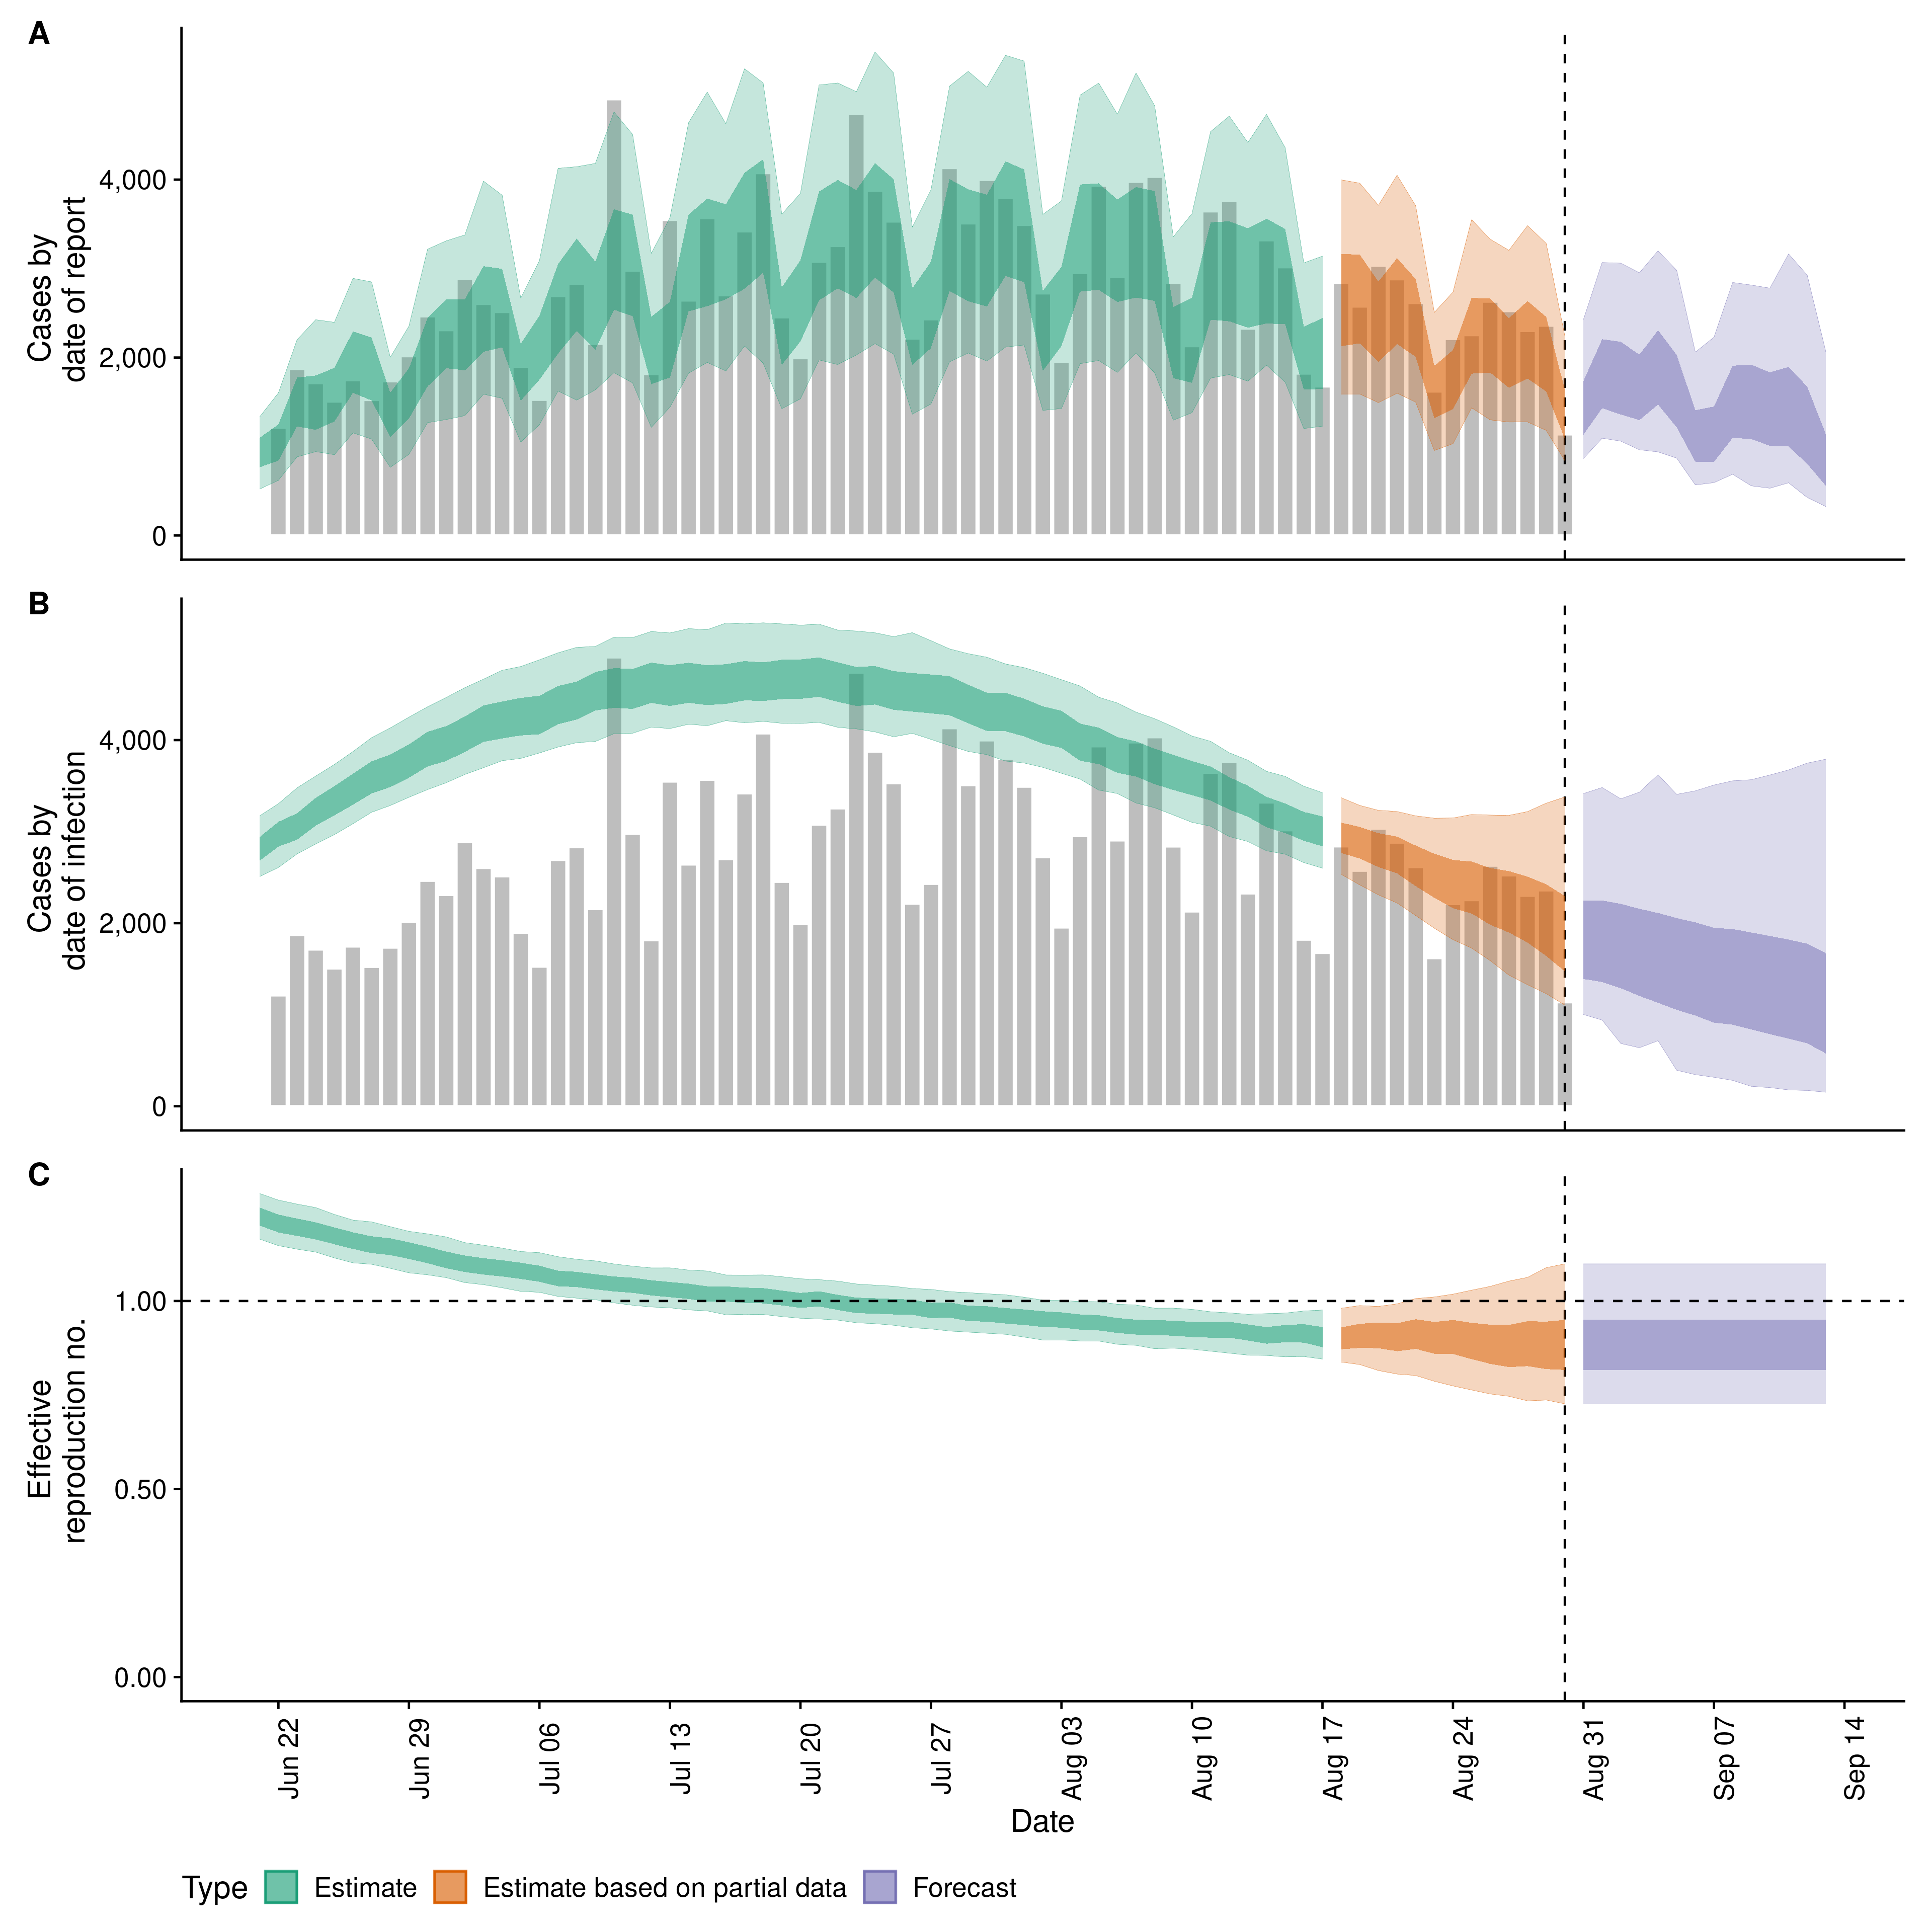 A
Cases by
date of report
4,000
2,000
0
B
Cases by
date of infection
4,000
2,000
0
C
Effective
reproduction no.
1.00
0.50
0.00
Jun 22
Jun 29
Jul 06
Jul 13
Jul 20
Jul 27
Aug 03
Aug 10
Aug 17
Aug 24
Aug 31
Sep 07
Sep 14
Date
Type Estimate Estimate based on partial data Forecast